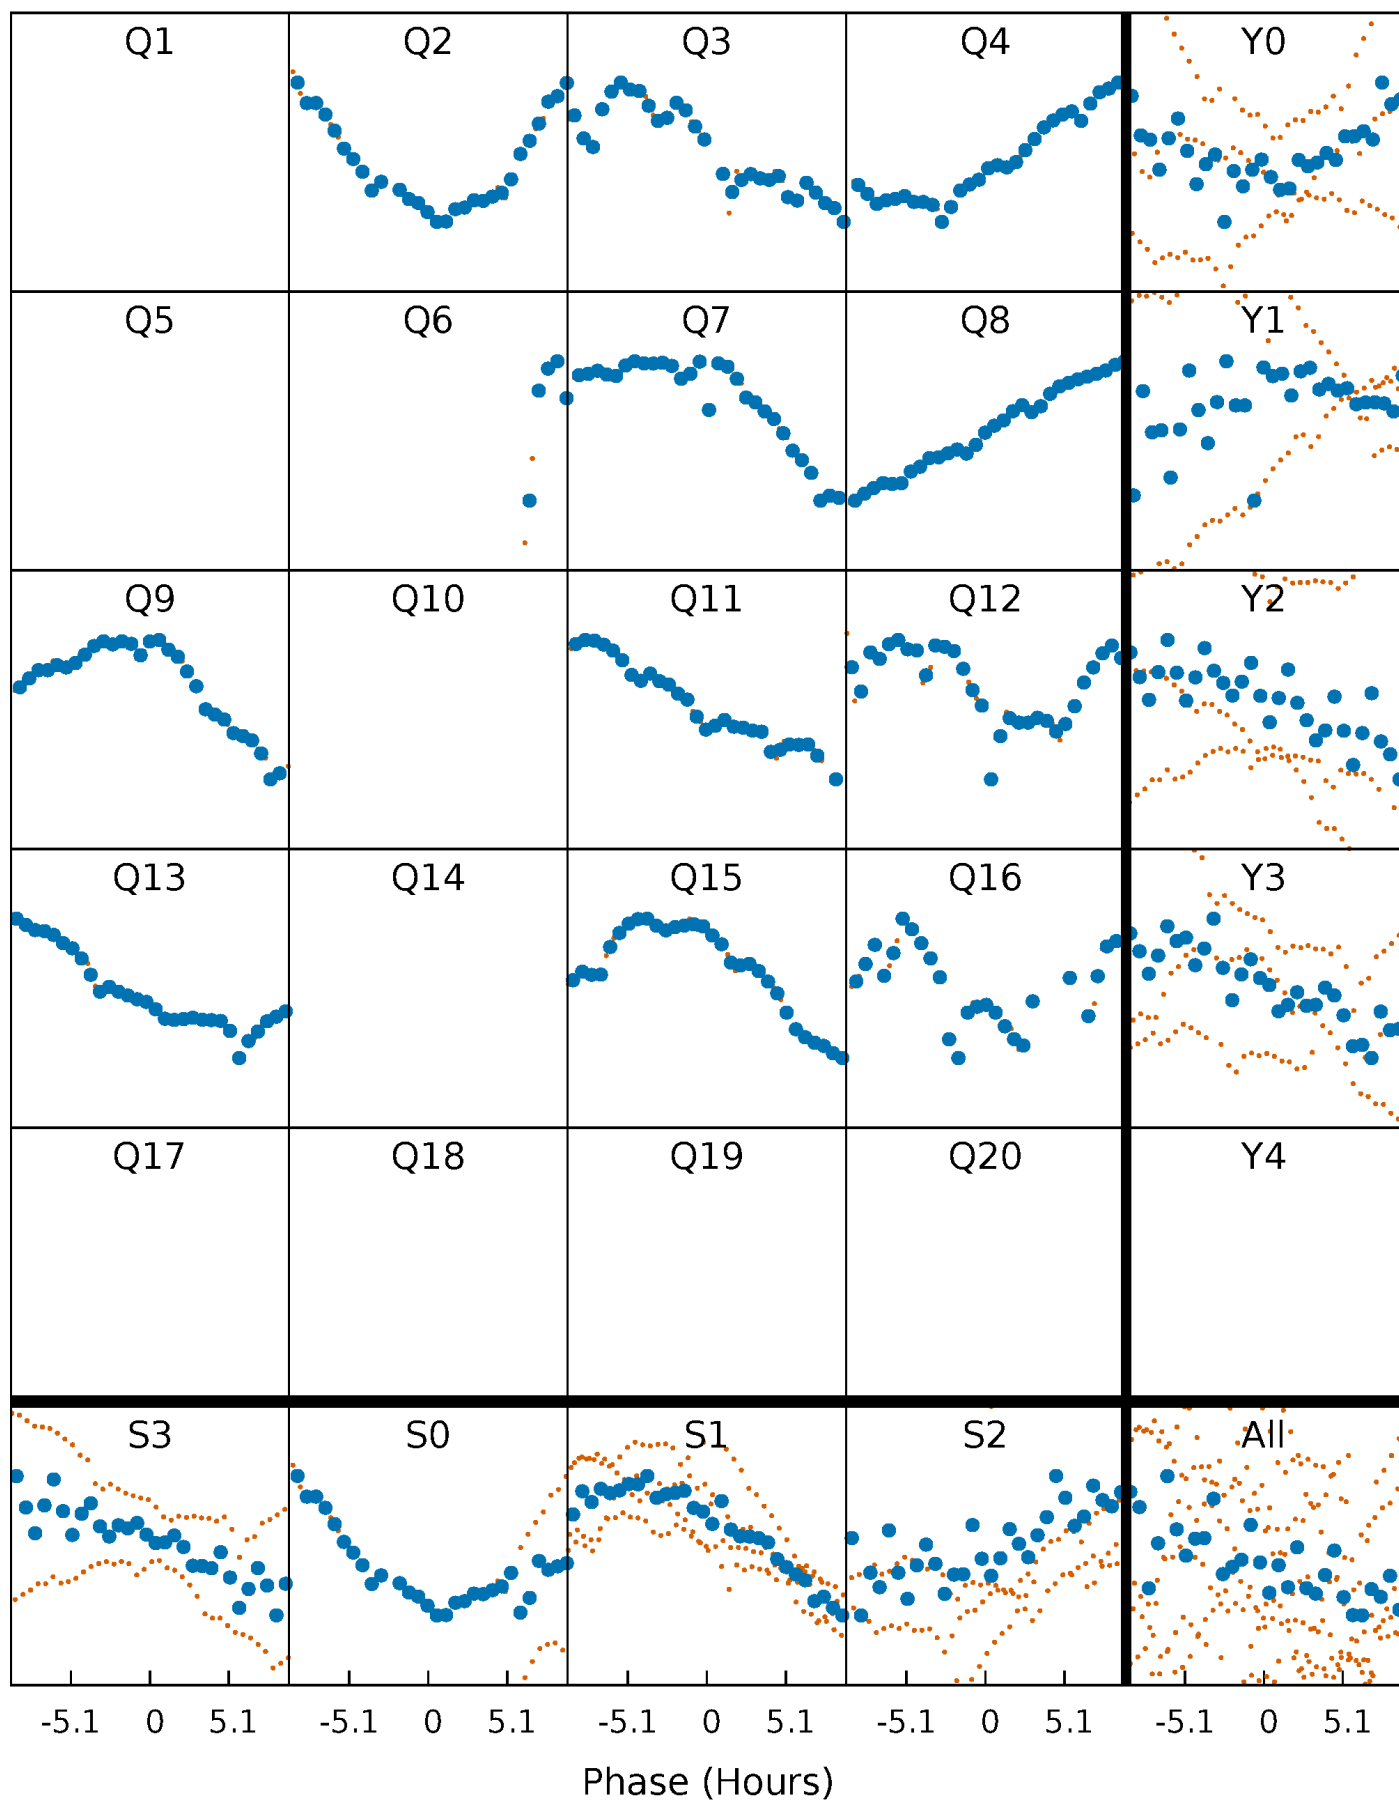 Q1 Q2 Q3 Q4 Y0
Q5 Q6 Q7 Q8 Y1
Q9 Q10 Q11 Q12 Y2
Q13 Q14 Q15 Q16 Y3
Q17 Q18 Q19 Q20 Y4
S3 S0 S1 S2 All
-5.1 0 5.1 -5.1 0 5.1 -5.1 0 5.1 -5.1 0 5.1 -5.1 0 5.1
Phase (Hours)